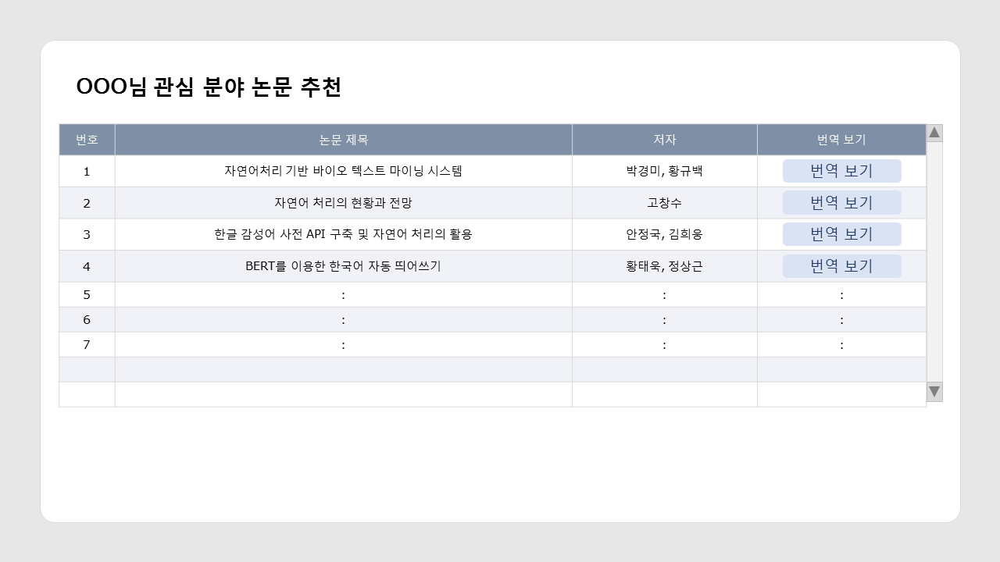 OOO님 관심 분야 논문 추천
번호 논문 제목 저자 번역 보기
1 자연어처리 기반 바이오 텍스트 마이닝 시스템 박경미, 황규백 번역 보기
2 자연어 처리의 현황과 전망 고창수 번역 보기
3 한글 감성어 사전 API 구축 및 자연어 처리의 활용 안정국, 김희웅 번역 보기
4 BERT를 이용한 한국어 자동 띄어쓰기 황태욱, 정상근 번역 보기
5 : : :
6 : : :
7 : : :